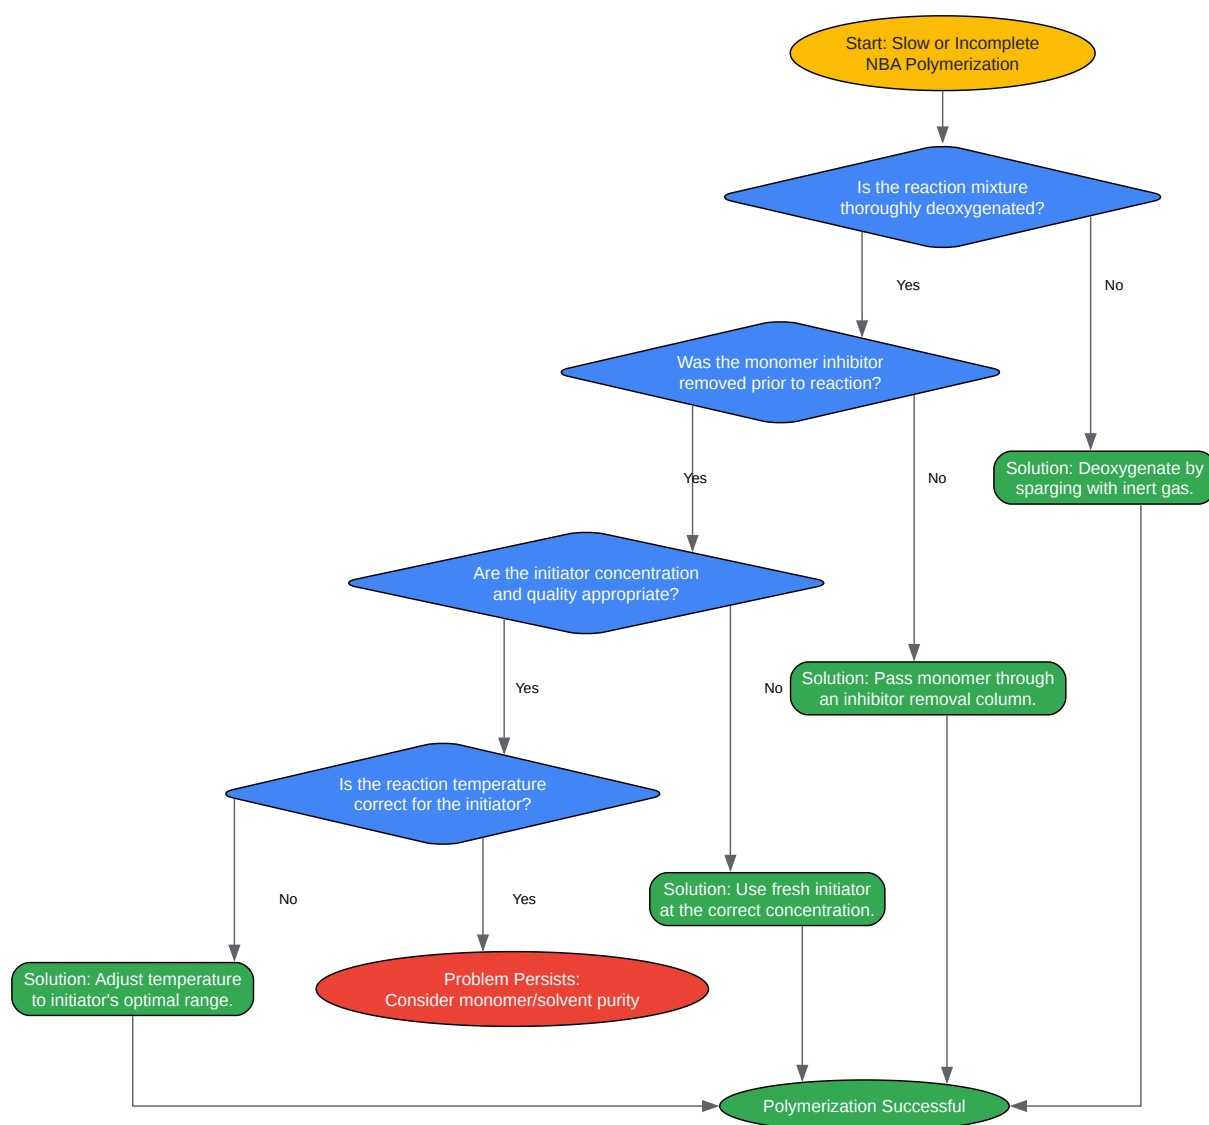 Start: Slow or Incomplete
NBA Polymerization
Is the reaction mixture
thoroughly deoxygenated?
Yes
No
Was the monomer inhibitor
removed prior to reaction?
Yes
No
Solution: Deoxygenate by
sparging with inert gas.
Are the initiator concentration
and quality appropriate?
Yes
No
Solution: Pass monomer through
an inhibitor removal column.
Is the reaction temperature
correct for the initiator?
No
Yes
Solution: Use fresh initiator
at the correct concentration.
Solution: Adjust temperature
to initiator's optimal range.
Problem Persists:
Consider monomer/solvent purity
Polymerization Successful